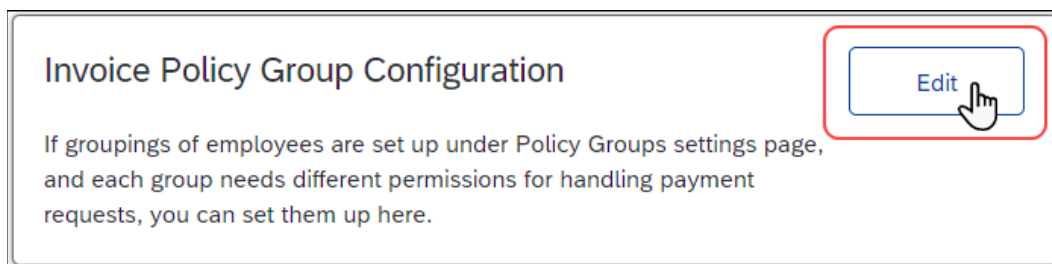 Invoice Policy Group Configuration
Edit
If groupings of employees are set up under Policy Groups settings page,
and each group needs different permissions for handling payment
requests, you can set them up here.